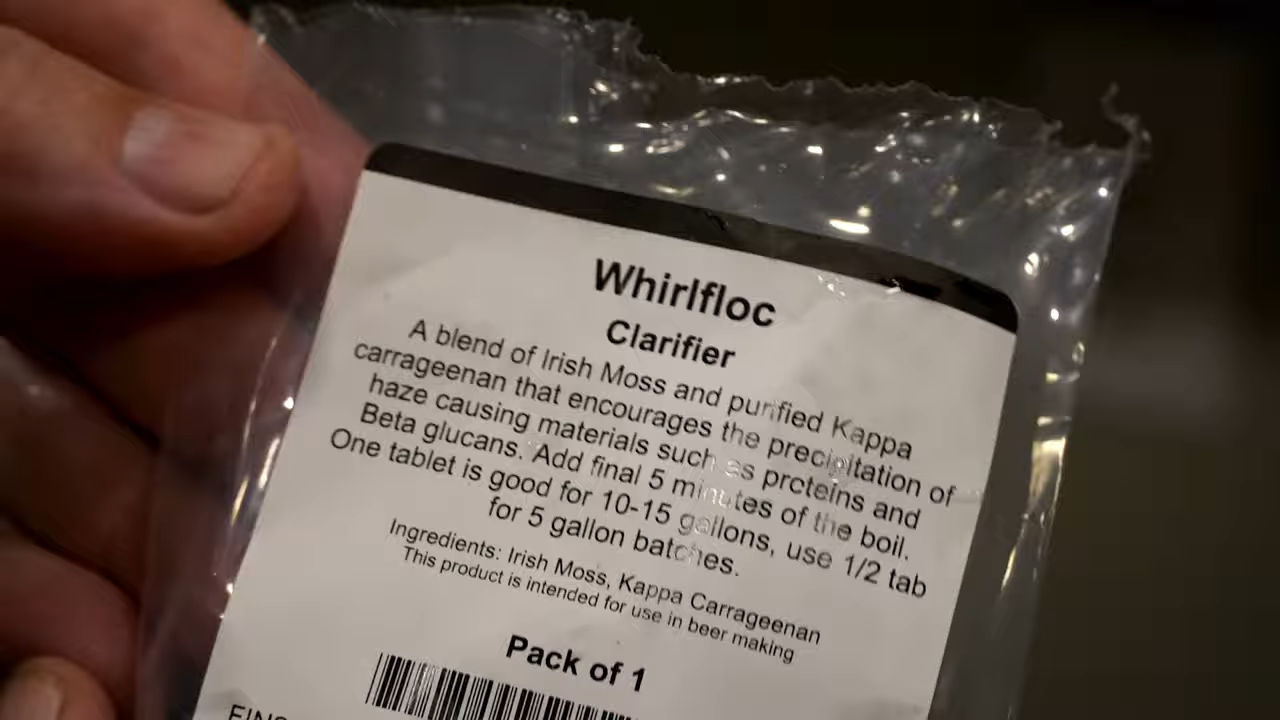 Whirlfloc
Clarifier
A blend of Irish Moss and purified Kappa
carrageenan that encourages the precipitation of
haze causing materials such as proteins and
Beta glucans. Add final 5 minutes of the boil.
One tablet is good for 10-15 gallons, use 1/2 tab
for 5 gallon batches.
Ingredients: Irish Moss, Kappa Carrageenan
This product is intended for use in beer making
Pack of 1